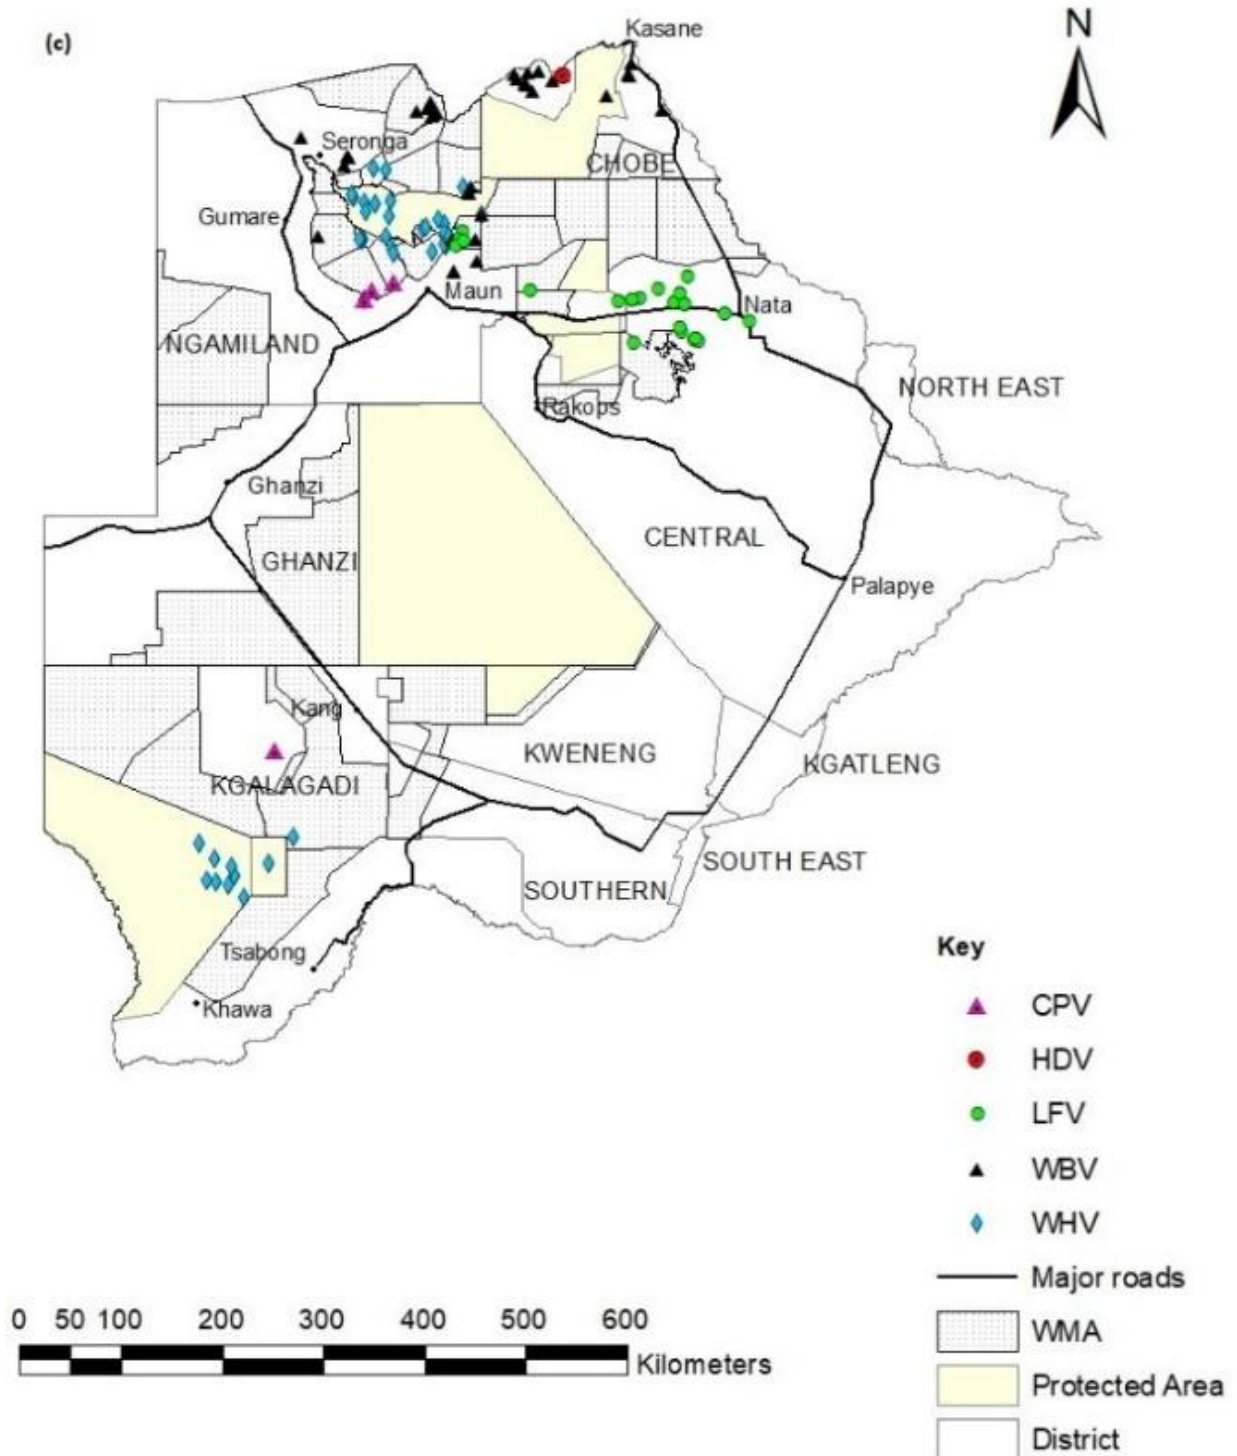 (c)
Kasane
N
Seronga
CHOBE
Gumare
Maun
Nata
NGAMILAND
NORTH EAST
Rakops
Ghanzi
CENTRAL
GHANZI
Palapye
Kang
KWENENG
KGATLENG
KGALAGADI
SOUTH EAST
SOUTHERN
Tsabong
Khawa
Key
CPV
HDV
LFV
WBV
WHV
Major roads
WMA
Protected Area
District
0 50 100 200 300 400 500 600
Kilometers